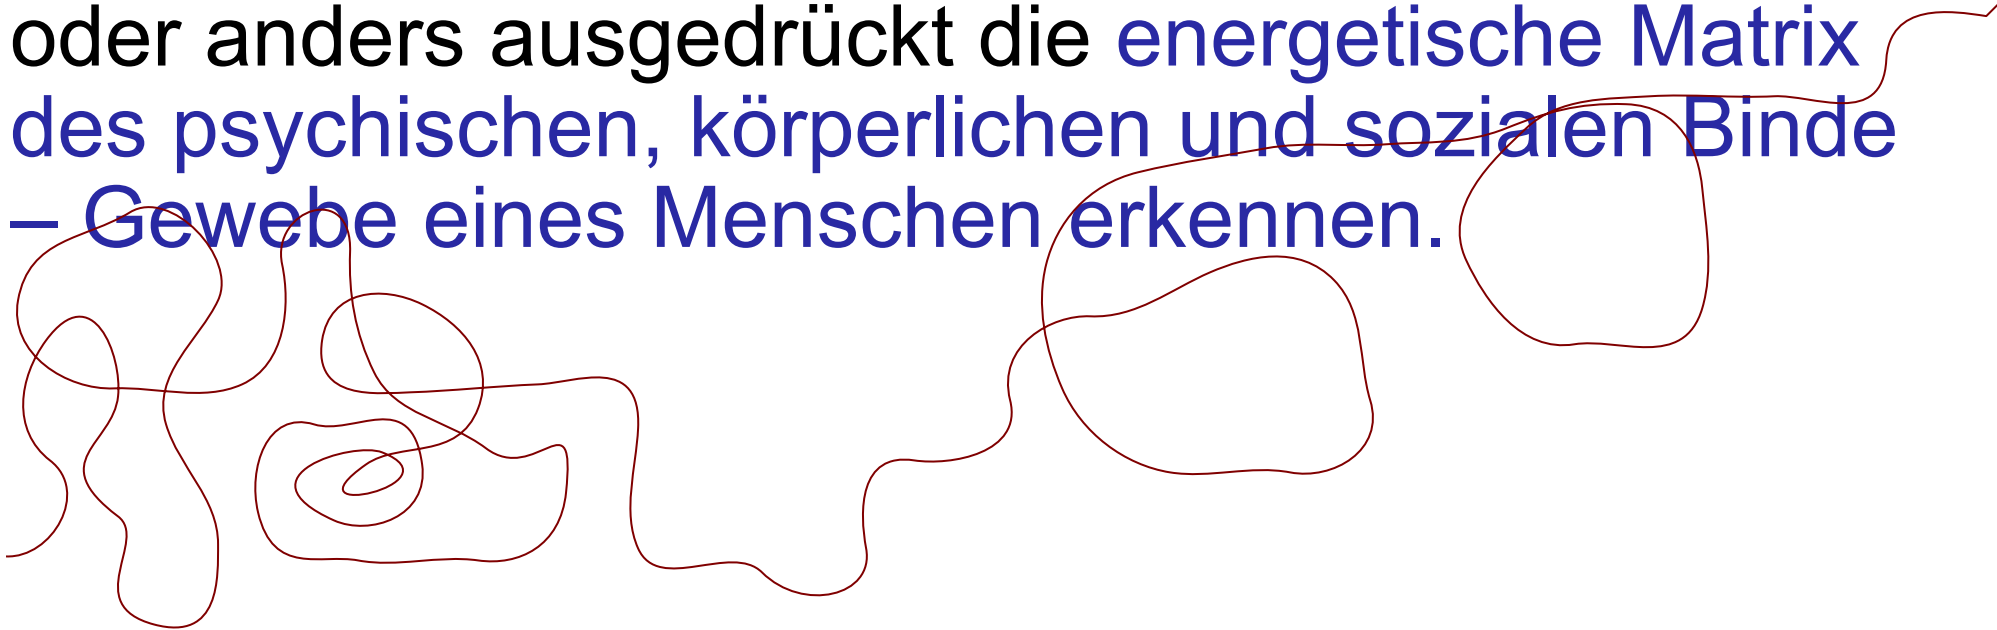 oder anders ausgedrückt die energetische Matrix
des psychischen, körperlichen und sozialen Binde
– Gewebe eines Menschen erkennen.